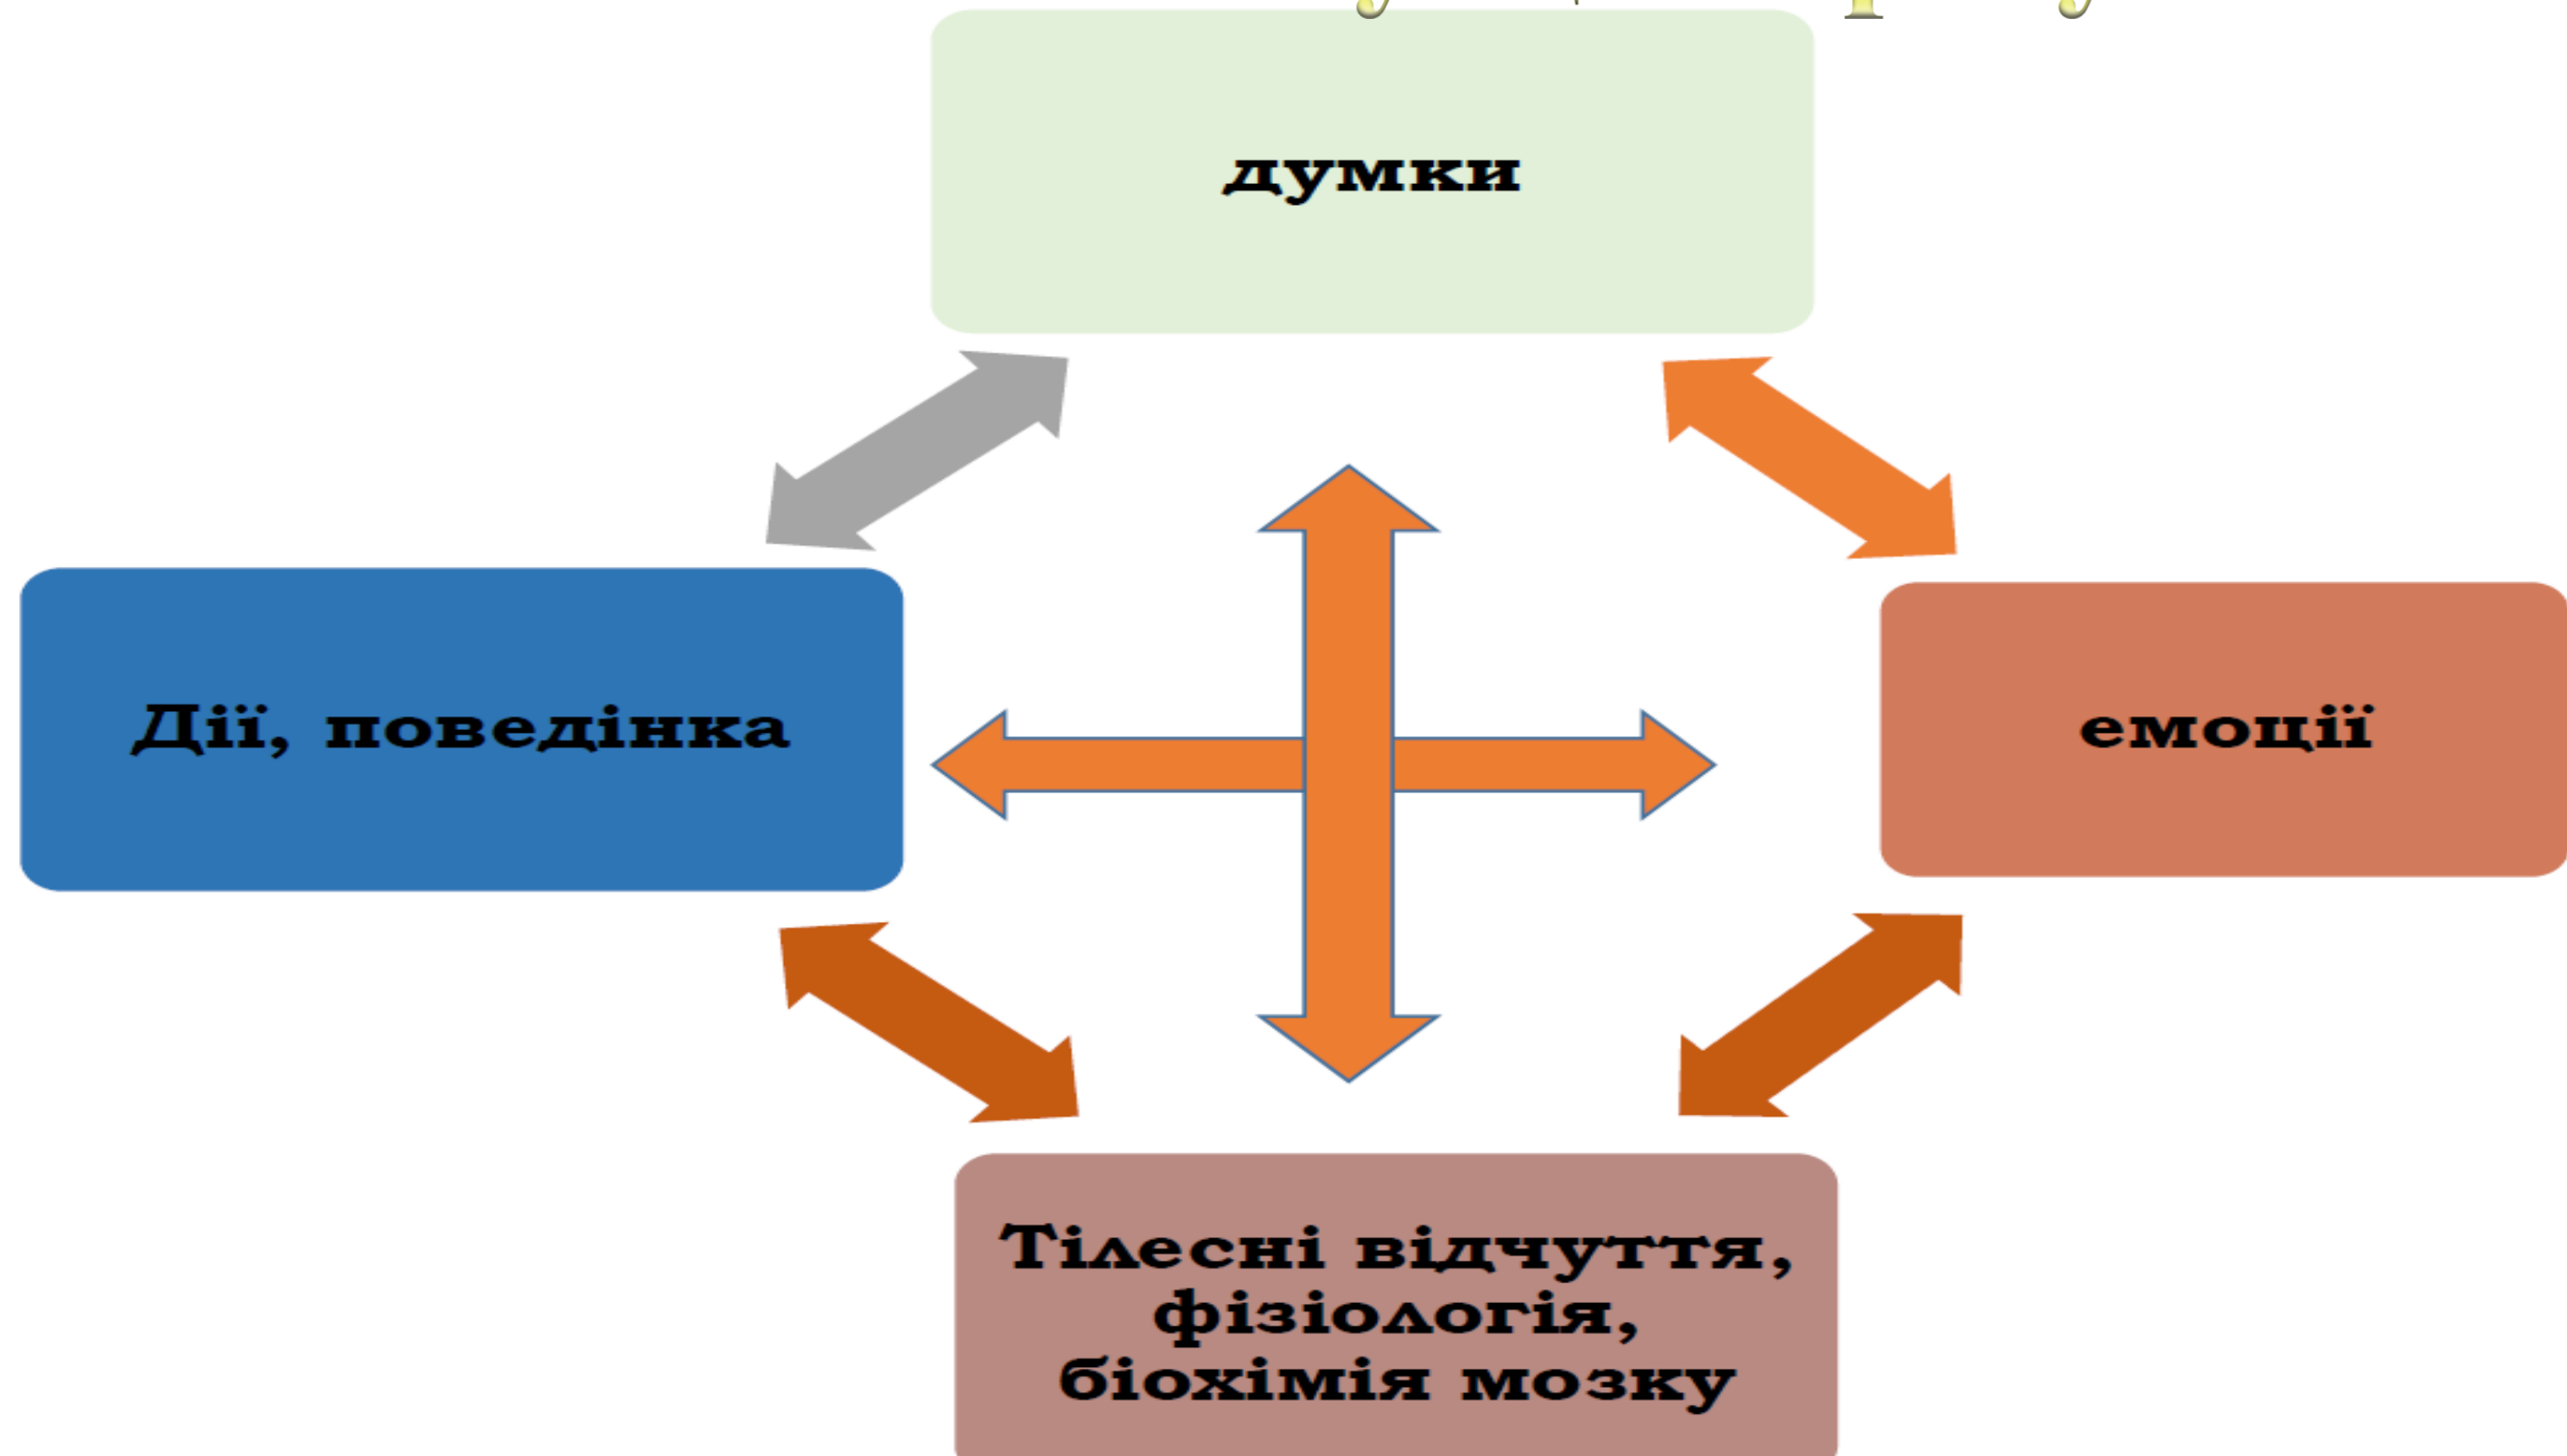 думки
Дії, поведінка
емоції
Тілесні відчуття,
фізіологія,
біохімія мозку